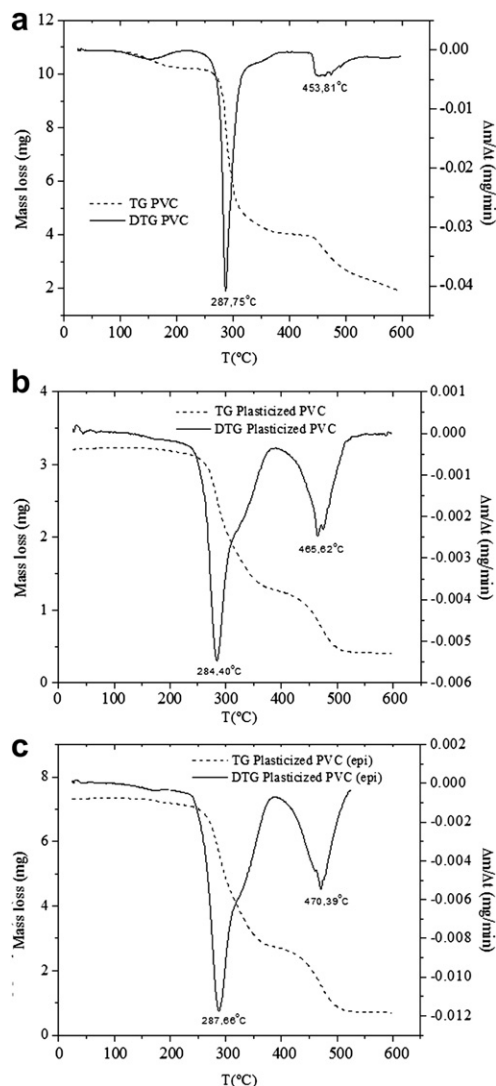 a
12
10
8
6
4
2
0.00
-0.01
-0.02
-0.03
-0.04
Mass loss (mg)
Δm/Δt (mg/min)
453,81°C
TG PVC
DTG PVC
287,75°C
0 100 200 300 400 500 600
T(°C)
b
4
3
2
1
0
0.001
0.000
-0.001
-0.002
-0.003
-0.004
-0.005
-0.006
Mass loss (mg)
Δm/Δt (mg/min)
TG Plasticized PVC
DTG Plasticized PVC
465,62°C
284,40°C
0 100 200 300 400 500 600
T(°C)
c
8
6
4
2
0
0.002
0.000
-0.002
-0.004
-0.006
-0.008
-0.010
-0.012
Mass loss (mg)
Δm/Δt (mg/min)
TG Plasticized PVC (epi)
DTG Plasticized PVC (epi)
470,39°C
287,66°C
0 100 200 300 400 500 600
T(°C)